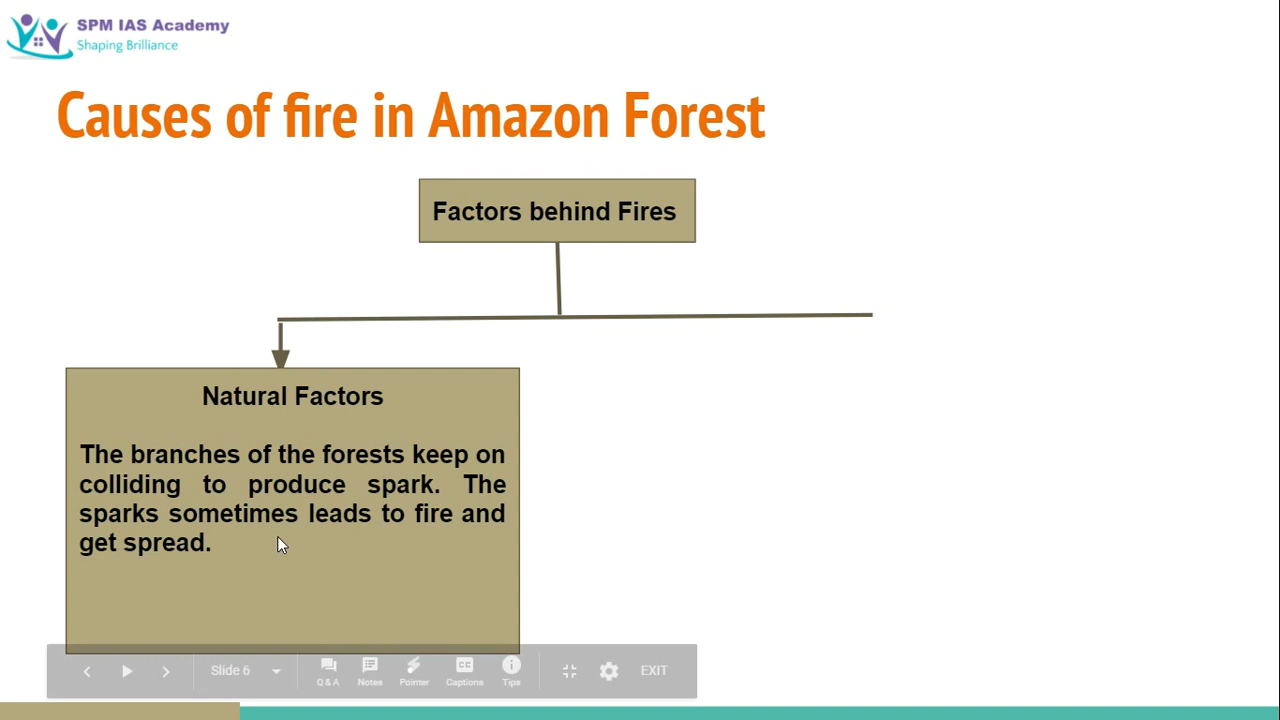 SPM IAS Academy
Shaping Brilliance
Causes of fire in Amazon Forest
Factors behind Fires
Natural Factors
The branches of the forests keep on
colliding to produce spark. The
sparks sometimes leads to fire and
get spread.
Slide 6
Q & A
Notes
Pointer
CC
Captions
Tips
EXIT